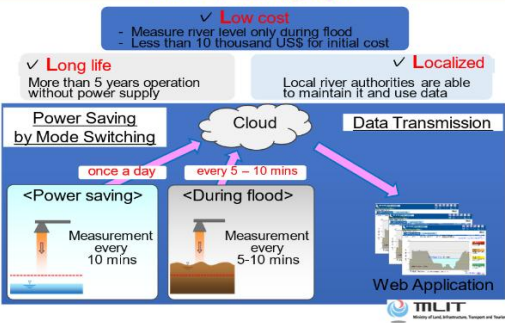 ✓ Low cost
- Measure river level only during flood
- Less than 10 thousand US$ for initial cost
✓ Long life
More than 5 years operation
without power supply
✓ Localized
Local river authorities are able
to maintain it and use data
Power Saving
by Mode Switching
Cloud
Data Transmission
once a day
every 5 – 10 mins
<Power saving>
Measurement
every
10 mins
<During flood>
Measurement
every
5-10 mins
Web Application
MLIT
Ministry of Land, Infrastructure, Transport and Tourism